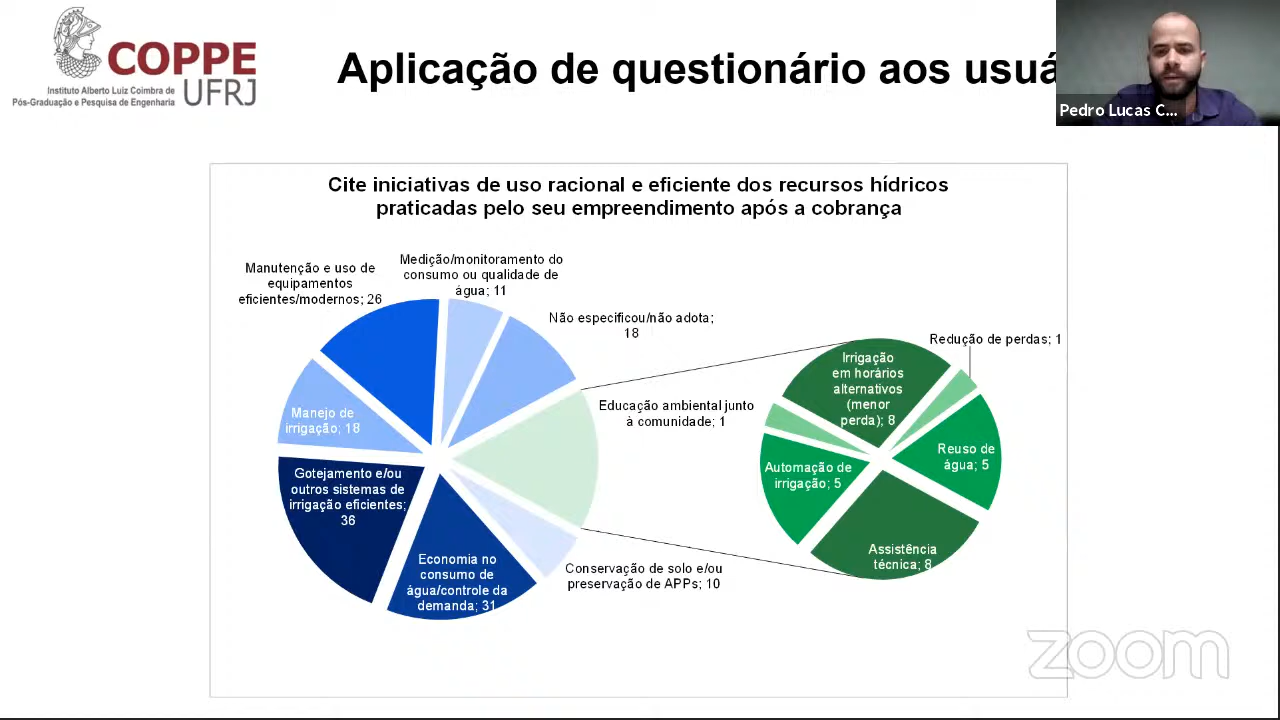 COPPE
UFRJ
Instituto Alberto Luiz Coimbra de
Pós-Graduação e Pesquisa de Engenharia
Aplicação de questionário aos usuá
Pedro Lucas C...
Cite iniciativas de uso racional e eficiente dos recursos hídricos
praticadas pelo seu empreendimento após a cobrança
Manutenção e uso de
equipamentos
eficientes/modernos; 26
Medição/monitoramento do
consumo ou qualidade de
água; 11
Não especificou/não adota;
18
Manejo de
irrigação; 18
Gotejamento e/ou
outros sistemas de
irrigação eficientes;
36
Economia no
consumo de
água/controle da
demanda; 31
Conservação de solo e/ou
preservação de APPs; 10
Educação ambiental junto
à comunidade; 1
Irrigação
em horários
alternativos
(menor
perda); 8
Redução de perdas; 1
Reuso de
água; 5
Automação de
irrigação; 5
Assistência
técnica; 8
zoom